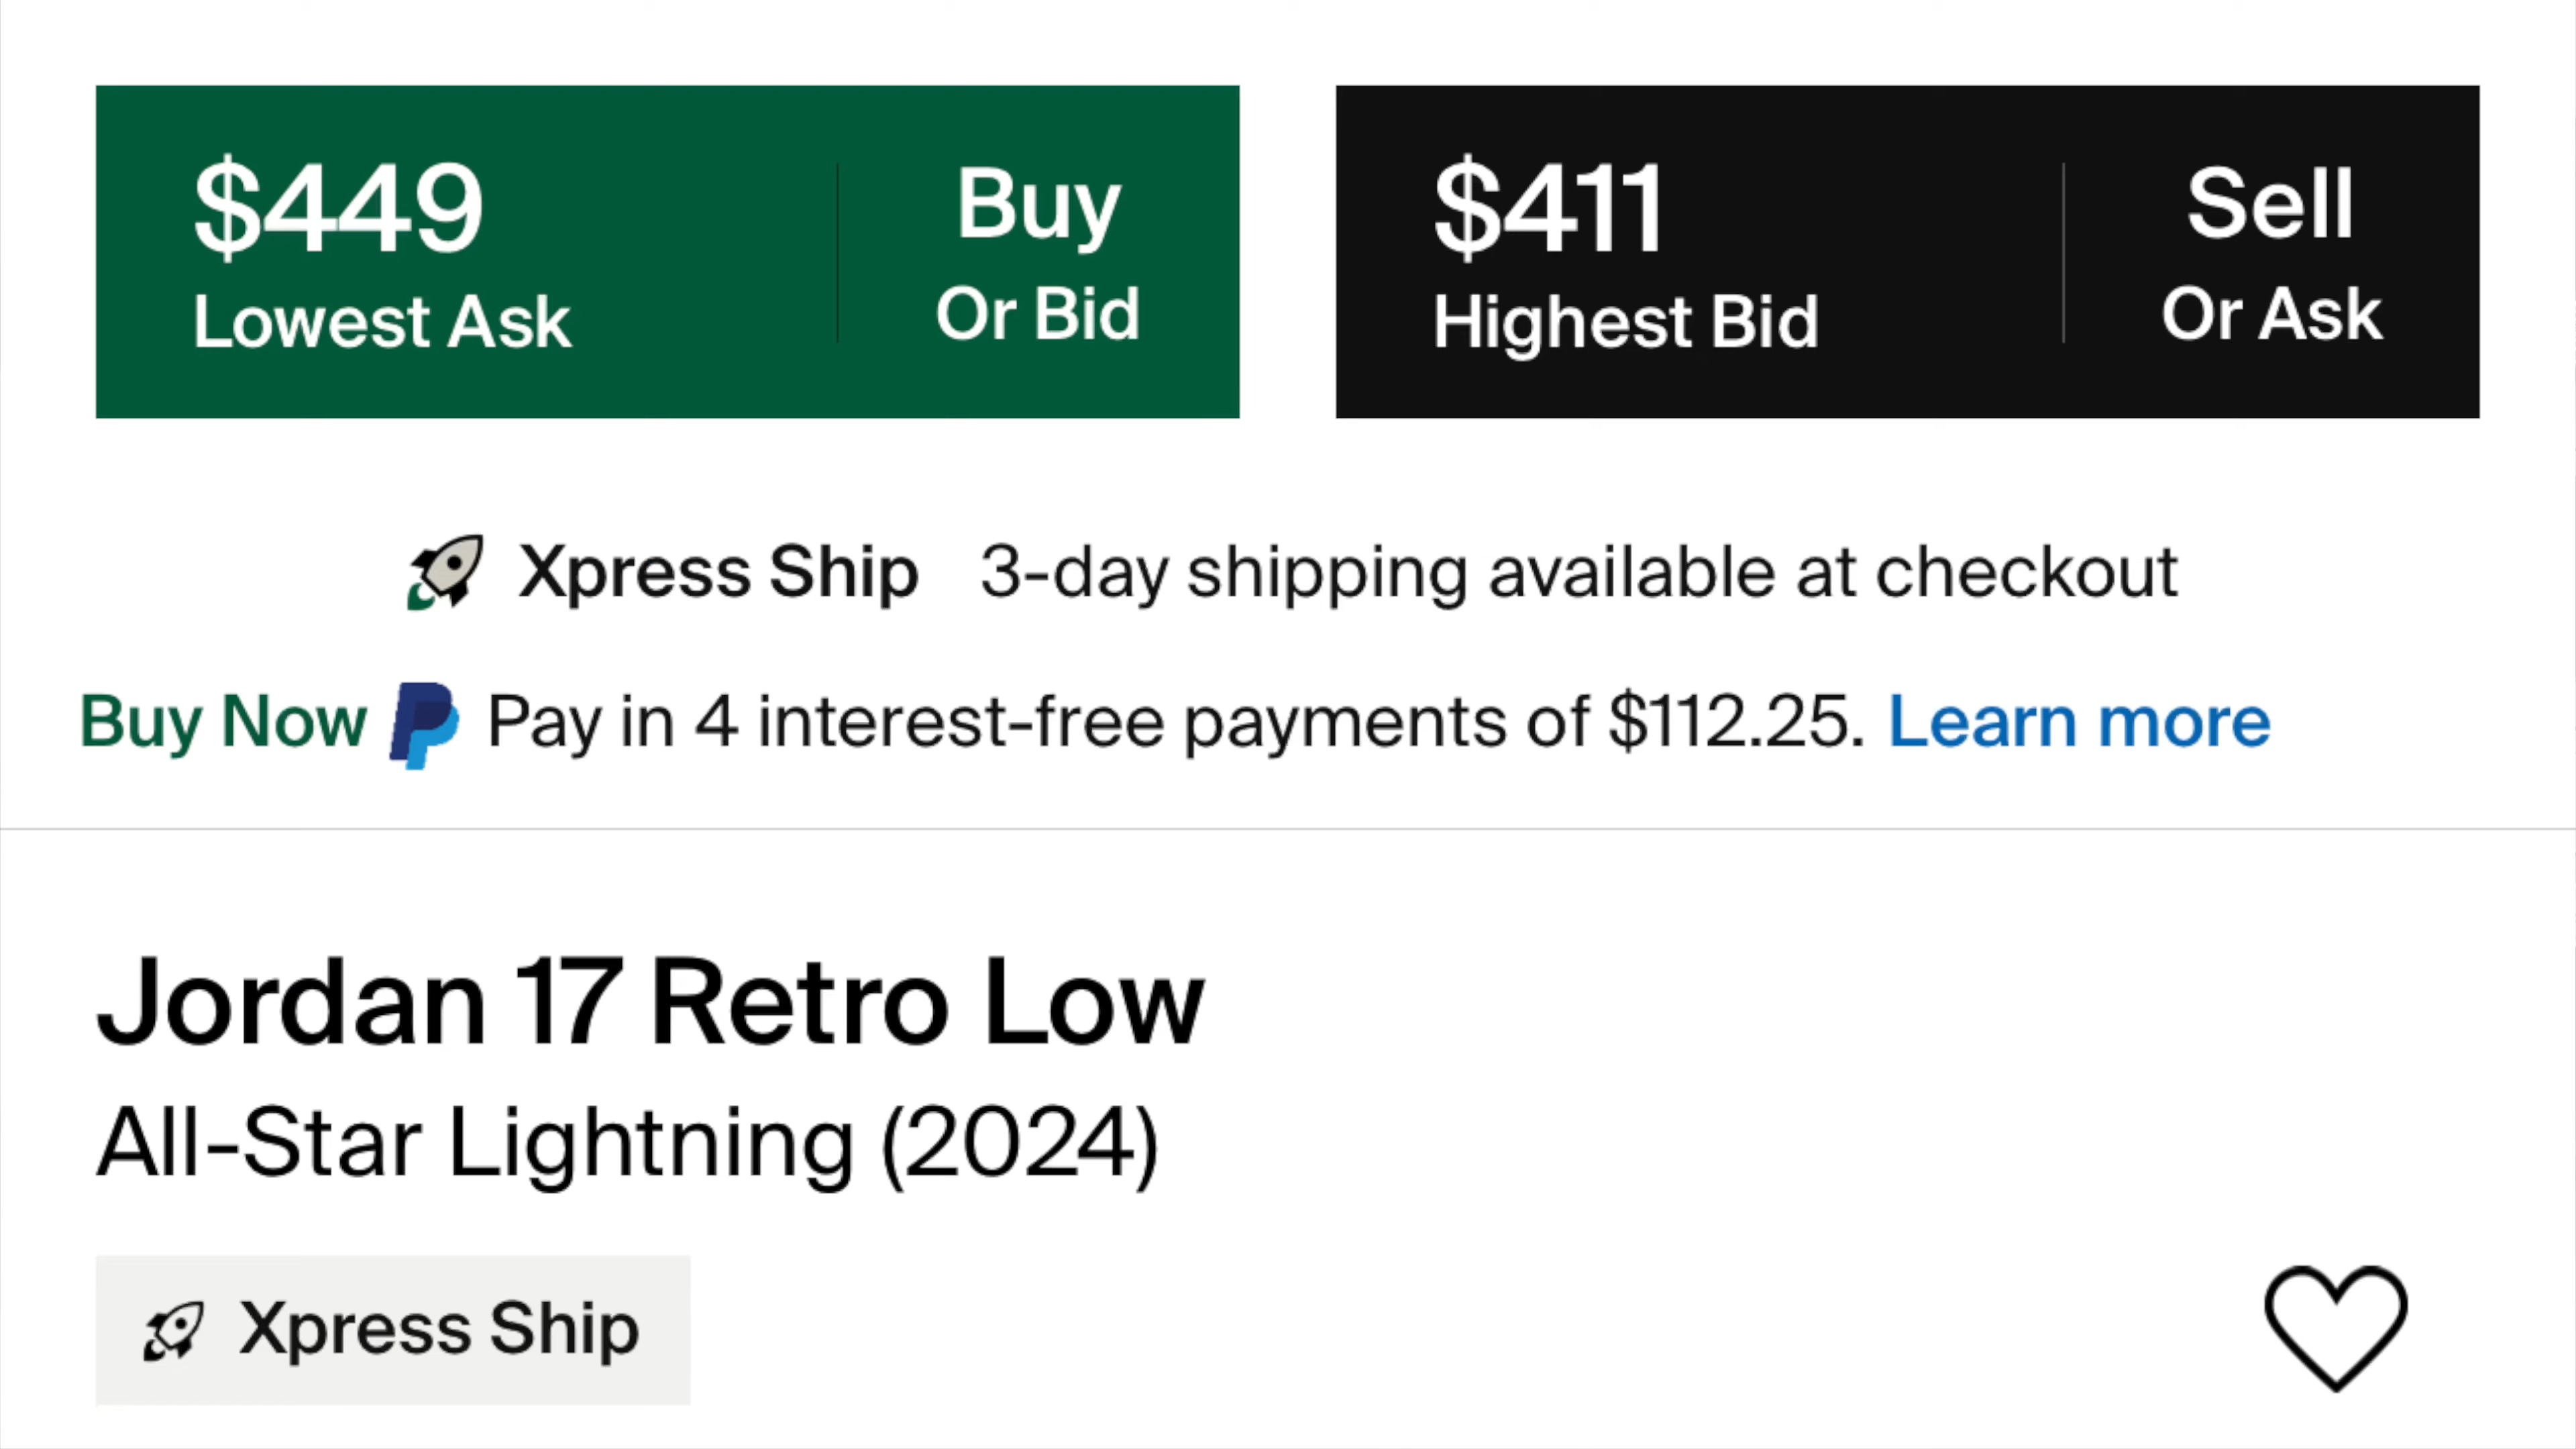 $449
Lowest Ask
Buy
Or Bid
$411
Highest Bid
Sell
Or Ask
Xpress Ship 3-day shipping available at checkout
Buy Now Pay in 4 interest-free payments of $112.25. Learn more
Jordan 17 Retro Low
All-Star Lightning (2024)
Xpress Ship